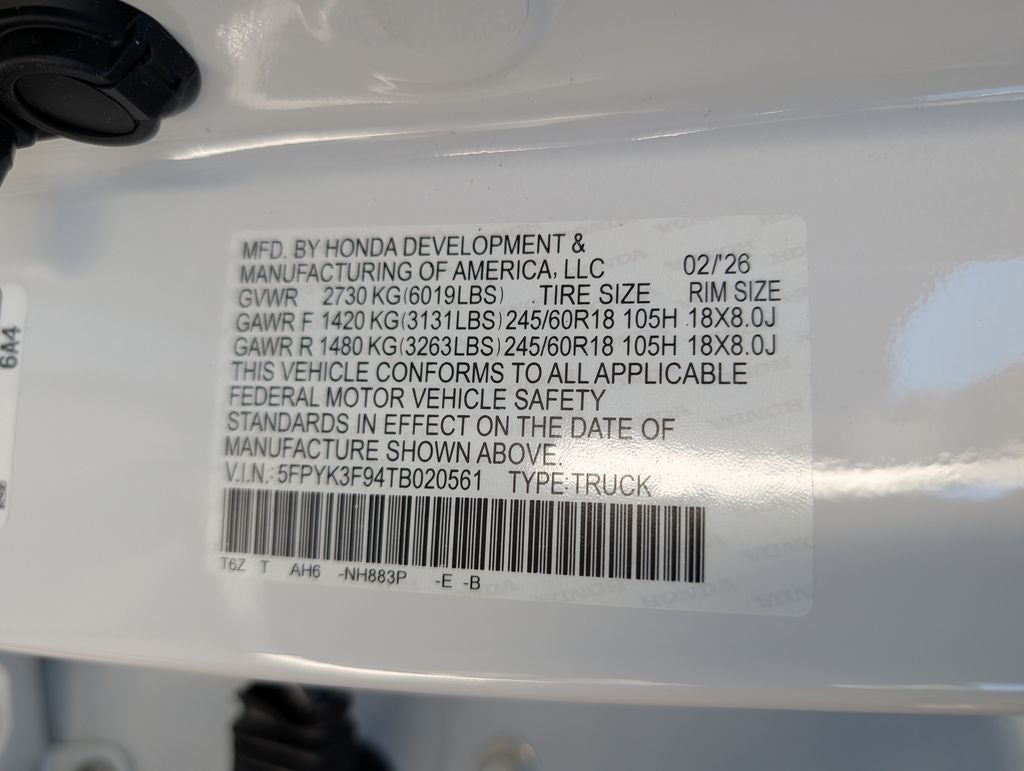 MFD. BY HONDA DEVELOPMENT &
MANUFACTURING OF AMERICA, LLC 02/'26
GVWR 2730 KG(6019LBS) TIRE SIZE RIM SIZE
GAWR F 1420 KG(3131LBS) 245/60R18 105H 18X8.0J
GAWR R 1480 KG(3263LBS) 245/60R18 105H 18X8.0J
THIS VEHICLE CONFORMS TO ALL APPLICABLE
FEDERAL MOTOR VEHICLE SAFETY
STANDARDS IN EFFECT ON THE DATE OF
MANUFACTURE SHOWN ABOVE.
V.I.N.: 5FPYK3F94TB020561 TYPE:TRUCK
T6Z T AH6 -NH883P -E -B
6A4
HONDA
HONDA
HONDA